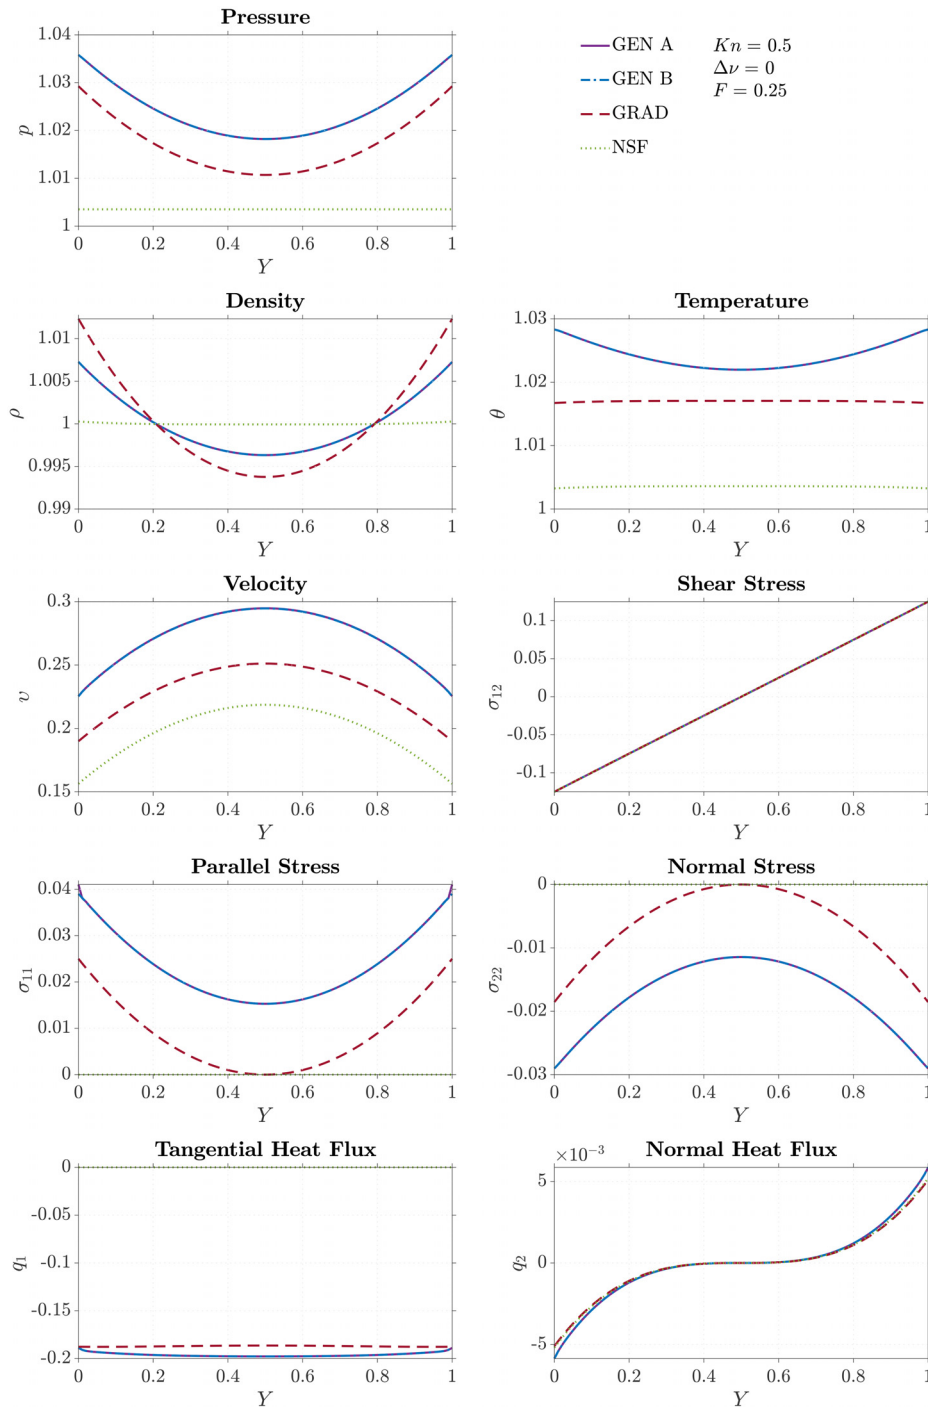 Pressure
1.04
1.03
1.02
1.01
1
p
0 0.2 0.4 0.6 0.8 1
Y
GEN A
GEN B
GRAD
NSF
Kn = 0.5
Δν = 0
F = 0.25
Density
1.01
1.005
1
0.995
0.99
ρ
0 0.2 0.4 0.6 0.8 1
Y
Temperature
1.03
1.02
1.01
1
θ
0 0.2 0.4 0.6 0.8 1
Y
Velocity
0.3
0.25
0.2
0.15
v
0 0.2 0.4 0.6 0.8 1
Y
Shear Stress
0.1
0.05
0
-0.05
-0.1
σ₁₂
0 0.2 0.4 0.6 0.8 1
Y
Parallel Stress
0.04
0.03
0.02
0.01
0
σ₁₁
0 0.2 0.4 0.6 0.8 1
Y
Normal Stress
0
-0.01
-0.02
-0.03
σ₂₂
0 0.2 0.4 0.6 0.8 1
Y
Tangential Heat Flux
0
-0.05
-0.1
-0.15
-0.2
q₁
0 0.2 0.4 0.6 0.8 1
Y
Normal Heat Flux
×10⁻³
5
0
-5
q₂
0 0.2 0.4 0.6 0.8 1
Y